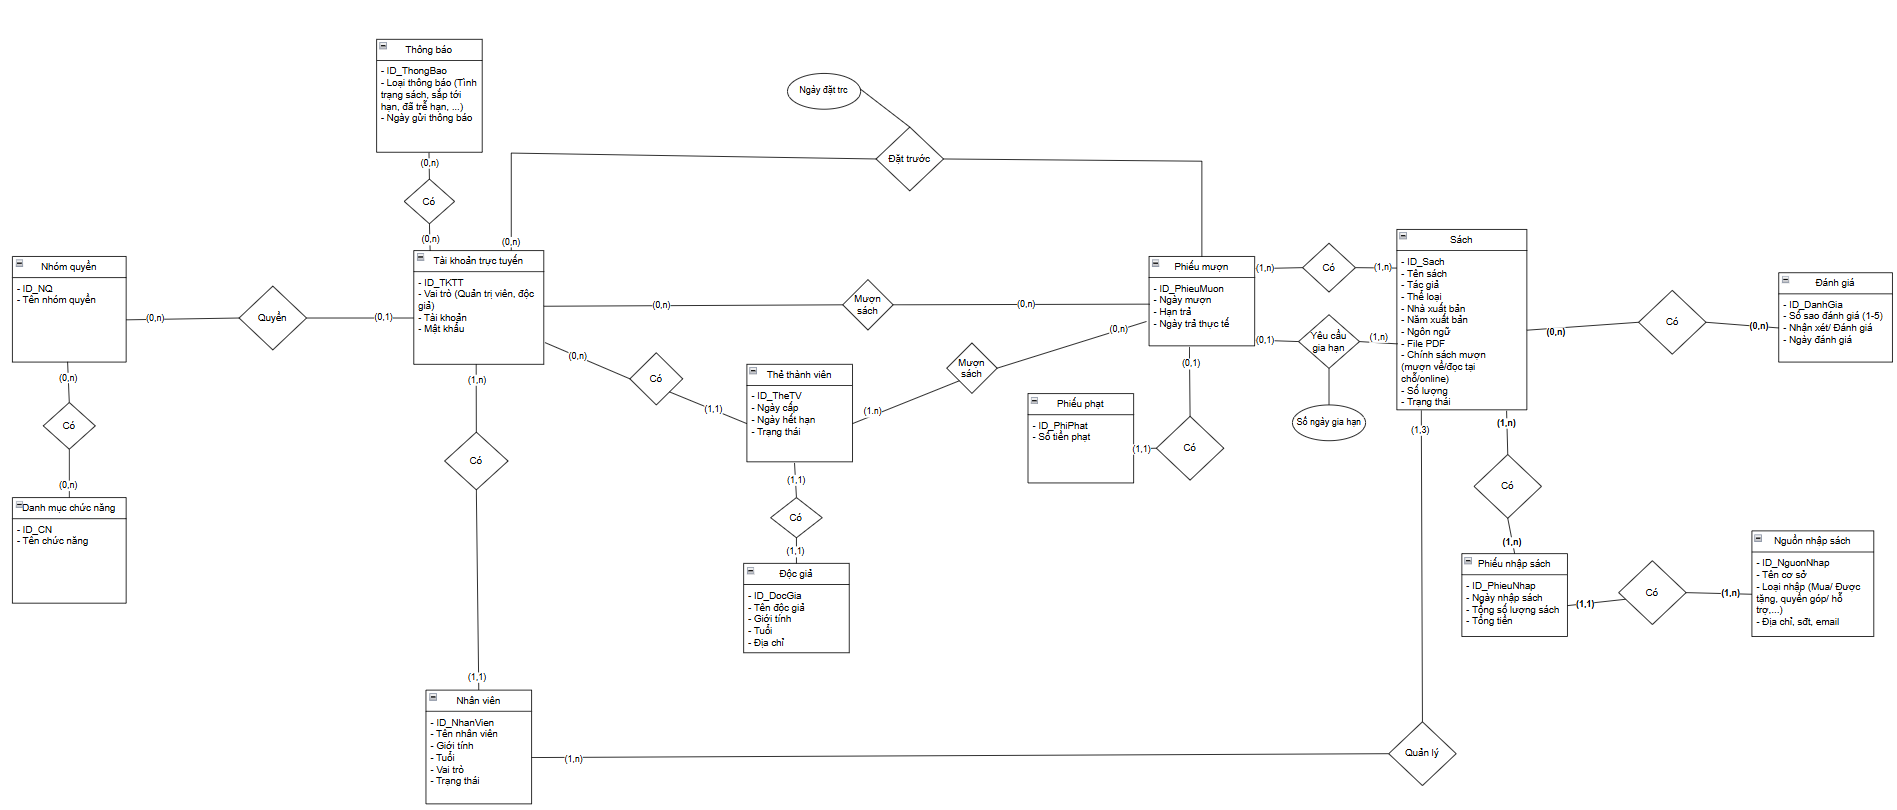 Thông báo
- ID_ThongBao
- Loại thông báo (Tình
trạng sách, sắp tới
hạn, đã trễ hạn, ...)
- Ngày gửi thông báo
(0,n)
Có
(0,n)
Ngày đặt trc
Đặt trước
(0,n)
Nhóm quyền
- ID_NQ
- Tên nhóm quyền
(0,n)
Quyền
(0,1)
Tài khoản trực tuyến
- ID_TKTT
- Vai trò (Quản trị viên, độc
giả)
- Tài khoản
- Mật khẩu
(0,n)
Mượn
sách
(0,n)
Phiếu mượn
- ID_PhieuMuon
- Ngày mượn
- Hạn trả
- Ngày trả thực tế
(1,n)
Có
(1,n)
(0,1)
Yêu cầu
gia hạn
(1,n)
Số ngày gia hạn
Sách
- ID_Sach
- Tên sách
- Tác giả
- Thể loại
- Nhà xuất bản
- Năm xuất bản
- Ngôn ngữ
- File PDF
- Chính sách mượn
(mượn về/đọc tại
chỗ/online)
- Số lượng
- Trạng thái
(0,n)
Có
(0,n)
Đánh giá
- ID_DanhGia
- Số sao đánh giá (1-5)
- Nhận xét/ Đánh giá
- Ngày đánh giá
(0,n)
Có
(0,n)
Danh mục chức năng
- ID_CN
- Tên chức năng
(0,n)
Có
(1,1)
Thẻ thành viên
- ID_TheTV
- Ngày cấp
- Ngày hết hạn
- Trạng thái
(1.n)
Mượn
sách
(0,n)
(0,1)
Có
(1,1)
Phiếu phạt
- ID_PhiPhat
- Số tiền phạt
(1,1)
Có
(1,1)
Độc giả
- ID_DocGia
- Tên độc giả
- Giới tính
- Tuổi
- Địa chỉ
(1,n)
Có
(1,1)
Nhân viên
- ID_NhanVien
- Tên nhân viên
- Giới tính
- Tuổi
- Vai trò
- Trạng thái
(1,n)
Quản lý
(1,3)
(1,n)
Có
(1,n)
Phiếu nhập sách
- ID_PhieuNhap
- Ngày nhập sách
- Tổng số lượng sách
- Tổng tiền
(1,1)
Có
(1,n)
Nguồn nhập sách
- ID_NguonNhap
- Tên cơ sở
- Loại nhập (Mua/ Được
tặng, quyên góp/ hỗ
trợ,...)
- Địa chỉ, sđt, email